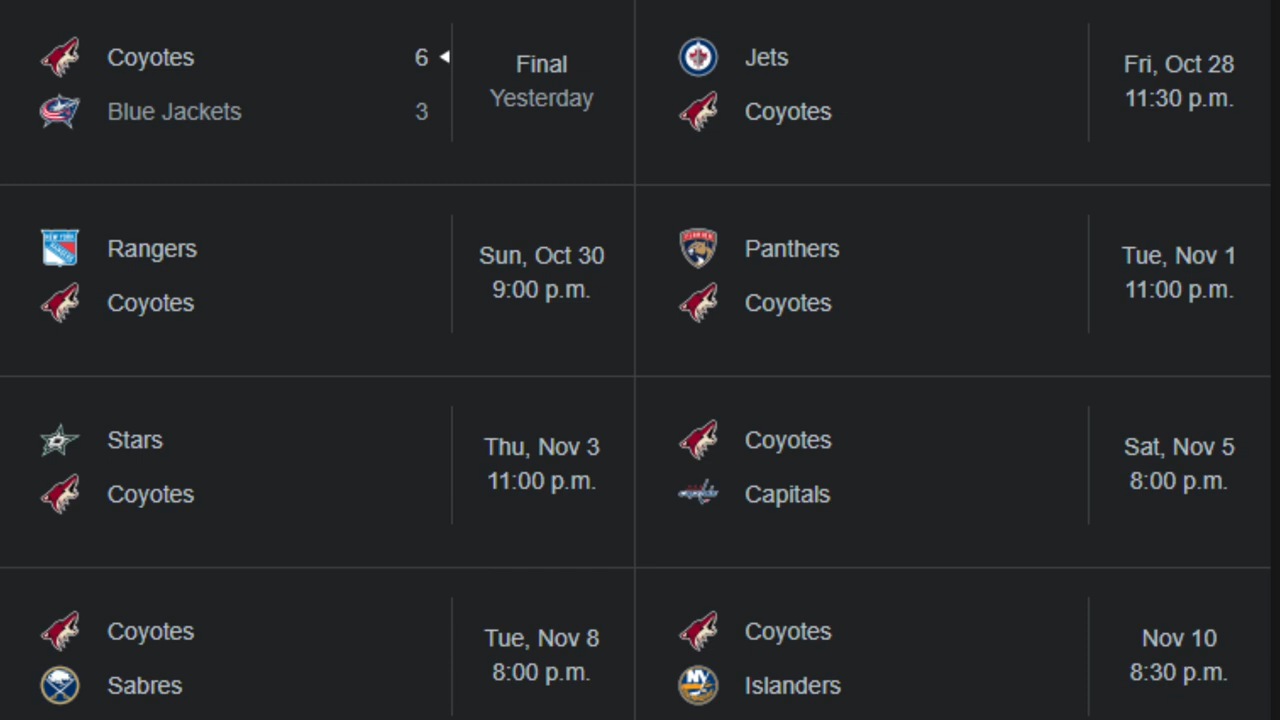 Coyotes 6
Blue Jackets 3
Final
Yesterday
Jets
Coyotes
Fri, Oct 28
11:30 p.m.
Rangers
Coyotes
Sun, Oct 30
9:00 p.m.
Panthers
Coyotes
Tue, Nov 1
11:00 p.m.
Stars
Coyotes
Thu, Nov 3
11:00 p.m.
Coyotes
Capitals
Sat, Nov 5
8:00 p.m.
Coyotes
Sabres
Tue, Nov 8
8:00 p.m.
Coyotes
Islanders
Nov 10
8:30 p.m.